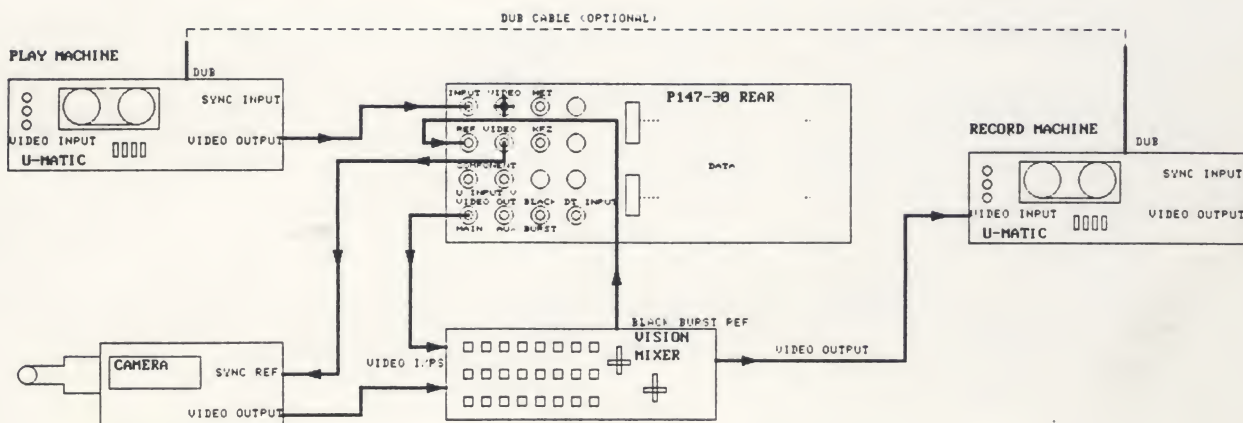 DUB CABLE (OPTIONAL)
PLAY MACHINE
DUB
SYNC INPUT
VIDEO INPUT
VIDEO OUTPUT
U-MATIC
INPUT VIDEO
P147-30 REAR
REF VIDEO
DATA
COMPONENT
U INPUT V
VIDEO OUT BLACK DT INPUT
MAIN AUX BURST
RECORD MACHINE
DUB
SYNC INPUT
VIDEO INPUT
VIDEO OUTPUT
U-MATIC
BLACK BURST REF
VISION
MIXER
VIDEO I/PS
VIDEO OUTPUT
CAMERA
SYNC REF
VIDEO OUTPUT